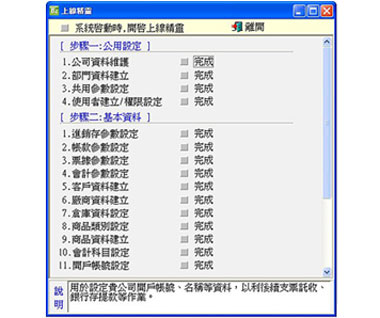 上線精靈
系統啓動時,開啓上線精靈 離開
[ 步驟一:公用設定 ]
1.公司資料維護 完成
2.部門資料建立 完成
3.共用參數設定 完成
4.使用者建立/權限設定 完成
[ 步驟二:基本資料 ]
1.進銷存參數設定 完成
2.帳款參數設定 完成
3.票據參數設定 完成
4.會計參數設定 完成
5.客戶資料建立 完成
6.廠商資料建立 完成
7.倉庫資料設定 完成
8.商品類別設定 完成
9.商品資料建立 完成
10.會計科目設定 完成
11.開戶帳號設定 完成
說明
用於設定貴公司開戶帳號、名稱等資料，以利後續支票託收、
銀行存提款等作業。